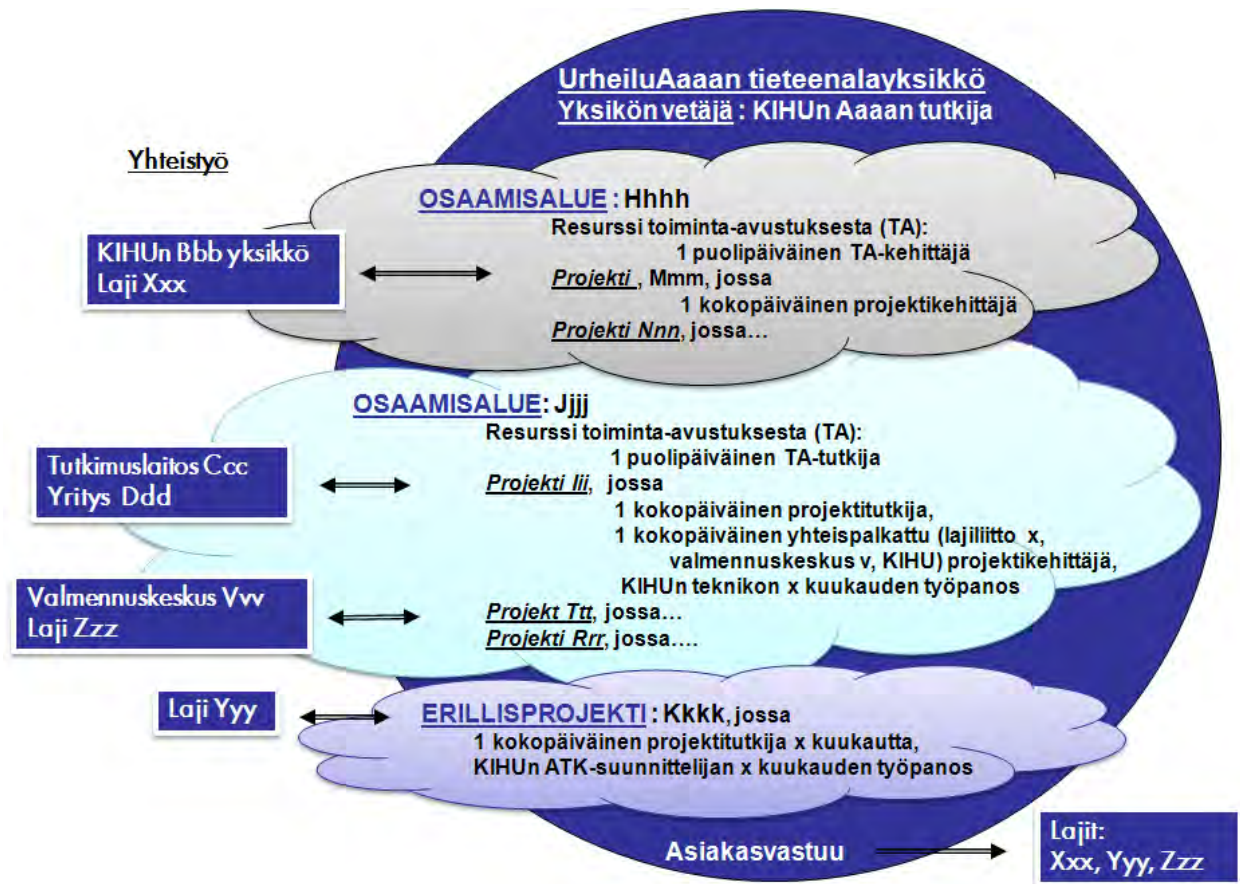 UrheiluAaaan tieteenalayksikkö
Yksikön vetäjä : KIHUn Aaaan tutkija
Yhteistyö
OSAAMISALUE : Hhhh
Resurssi toiminta-avustuksesta (TA):
1 puolipäiväinen TA-kehittäjä
Projekti , Mmm, jossa
1 kokopäiväinen projektikehittäjä
Projekti Nnn, jossa…
KIHUn Bbb yksikkö
Laji Xxx
OSAAMISALUE: Jjjj
Resurssi toiminta-avustuksesta (TA):
1 puolipäiväinen TA-tutkija
Projekti Iii, jossa
1 kokopäiväinen projektitutkija,
1 kokopäiväinen yhteispalkattu (lajiliitto x,
valmennuskeskus v, KIHU) projektikehittäjä,
KIHUn teknikon x kuukauden työpanos
Projekt Ttt, jossa…
Projekti Rrr, jossa….
Tutkimuslaitos Ccc
Yritys Ddd
Valmennuskeskus Vvv
Laji Zzz
Laji Yyy
ERILLISPROJEKTI : Kkkk, jossa
1 kokopäiväinen projektitutkija x kuukautta,
KIHUn ATK-suunnittelijan x kuukauden työpanos
Asiakasvastuu
Lajit:
Xxx, Yyy, Zzz